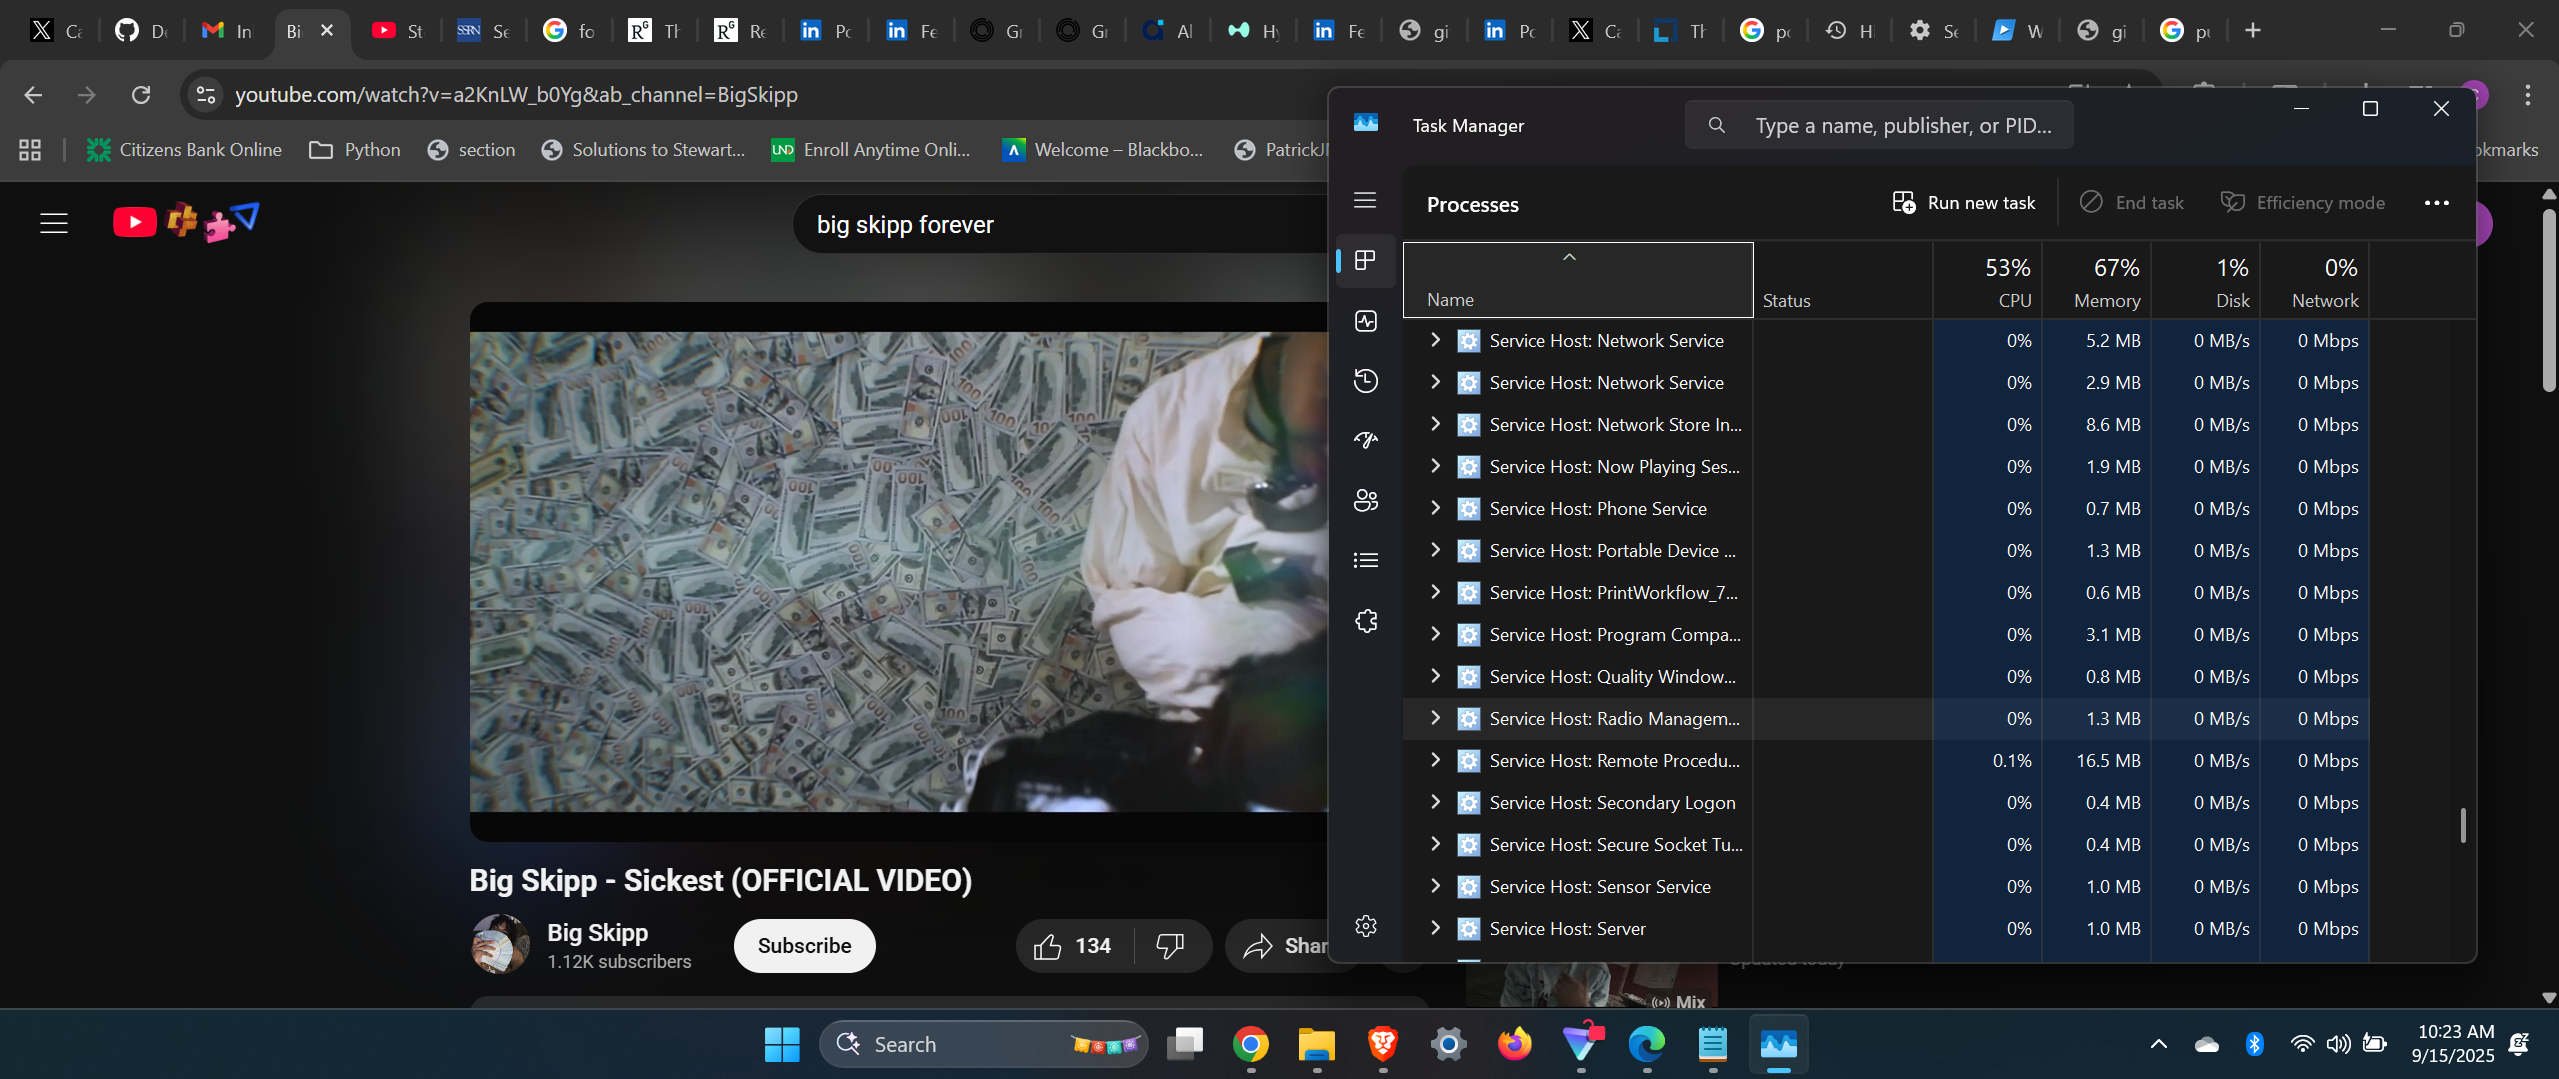 Ca
De
In
Bi
St
SSRN
Se
fo
Th
Re
Po
Fe
Gr
Gr
Al
Hy
Fe
gi
Po
Ca
Th
po
Hi
Se
W
gi
pu
youtube.com/watch?v=a2KnLW_b0Yg&ab_channel=BigSkipp
Citizens Bank Online
Python
section
Solutions to Stewart...
UND
Enroll Anytime Onli...
Welcome – Blackbo...
big skipp forever
Big Skipp - Sickest (OFFICIAL VIDEO)
Big Skipp
1.12K subscribers
Subscribe
134
Mix
Task Manager
Type a name, publisher, or PID...
Processes
Run new task
End task
Efficiency mode
53%
67%
1%
0%
Name
Status
CPU
Memory
Disk
Network
Service Host: Network Service 0% 5.2 MB 0 MB/s 0 Mbps
Service Host: Network Service 0% 2.9 MB 0 MB/s 0 Mbps
Service Host: Network Store In... 0% 8.6 MB 0 MB/s 0 Mbps
Service Host: Now Playing Ses... 0% 1.9 MB 0 MB/s 0 Mbps
Service Host: Phone Service 0% 0.7 MB 0 MB/s 0 Mbps
Service Host: Portable Device ... 0% 1.3 MB 0 MB/s 0 Mbps
Service Host: PrintWorkflow_7... 0% 0.6 MB 0 MB/s 0 Mbps
Service Host: Program Compa... 0% 3.1 MB 0 MB/s 0 Mbps
Service Host: Quality Window... 0% 0.8 MB 0 MB/s 0 Mbps
Service Host: Radio Managem... 0% 1.3 MB 0 MB/s 0 Mbps
Service Host: Remote Procedu... 0.1% 16.5 MB 0 MB/s 0 Mbps
Service Host: Secondary Logon 0% 0.4 MB 0 MB/s 0 Mbps
Service Host: Secure Socket Tu... 0% 0.4 MB 0 MB/s 0 Mbps
Service Host: Sensor Service 0% 1.0 MB 0 MB/s 0 Mbps
Service Host: Server 0% 1.0 MB 0 MB/s 0 Mbps
Search
10:23 AM
9/15/2025